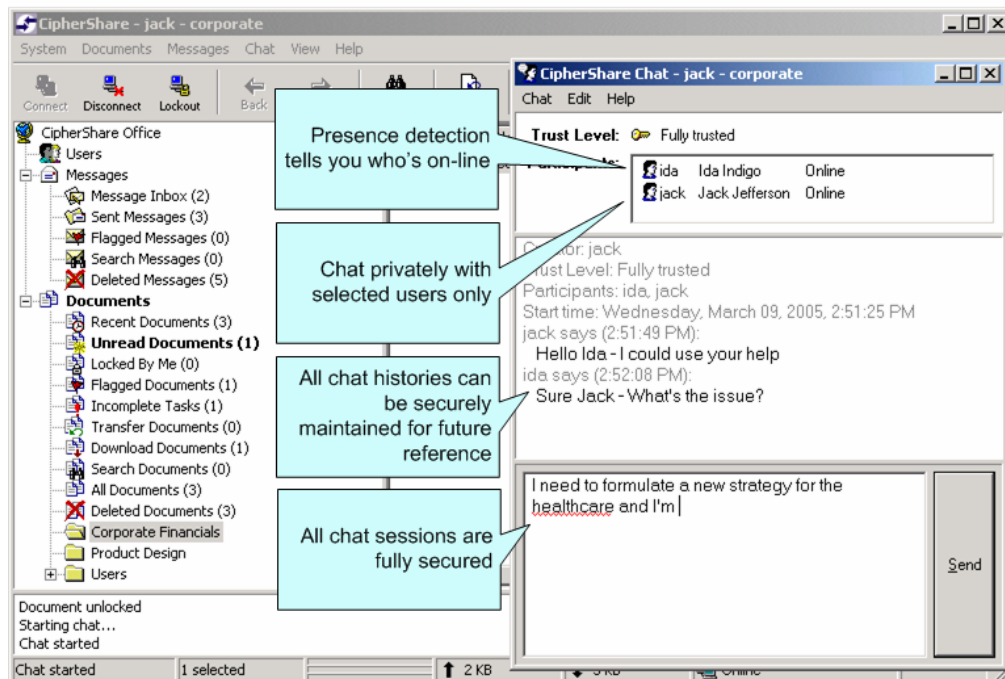 CipherShare - jack - corporate
System Documents Messages Chat View Help
Connect Disconnect Lockout Back
CipherShare Office
Users
Messages
Message Inbox (2)
Sent Messages (3)
Flagged Messages (0)
Search Messages (0)
Deleted Messages (5)
Documents
Recent Documents (3)
Unread Documents (1)
Locked By Me (0)
Flagged Documents (1)
Incomplete Tasks (1)
Transfer Documents (0)
Download Documents (1)
Search Documents (0)
All Documents (3)
Deleted Documents (3)
Corporate Financials
Product Design
Users
Document unlocked
Starting chat...
Chat started
Chat started 1 selected 2 KB Online
Presence detection
tells you who's on-line
Chat privately with
selected users only
All chat histories can
be securely
maintained for future
reference
All chat sessions are
fully secured
CipherShare Chat - jack - corporate
Chat Edit Help
Trust Level: Fully trusted
Participants:
ida Ida Indigo Online
jack Jack Jefferson Online
Creator: jack
Trust Level: Fully trusted
Participants: ida, jack
Start time: Wednesday, March 09, 2005, 2:51:25 PM
jack says (2:51:49 PM):
Hello Ida - I could use your help
ida says (2:52:08 PM):
Sure Jack - What's the issue?
I need to formulate a new strategy for the
healthcare and I'm
Send